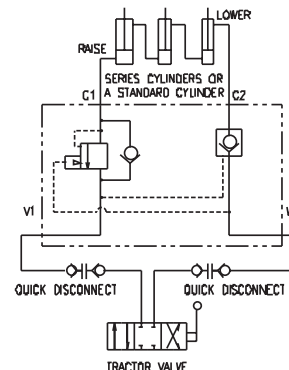 LOWER
RAISE
SERIES CYLINDERS OR
A STANDARD CYLINDER
C1
C2
V1
V
QUICK DISCONNECT
QUICK DISCONNECT
TRACTOR VALVE